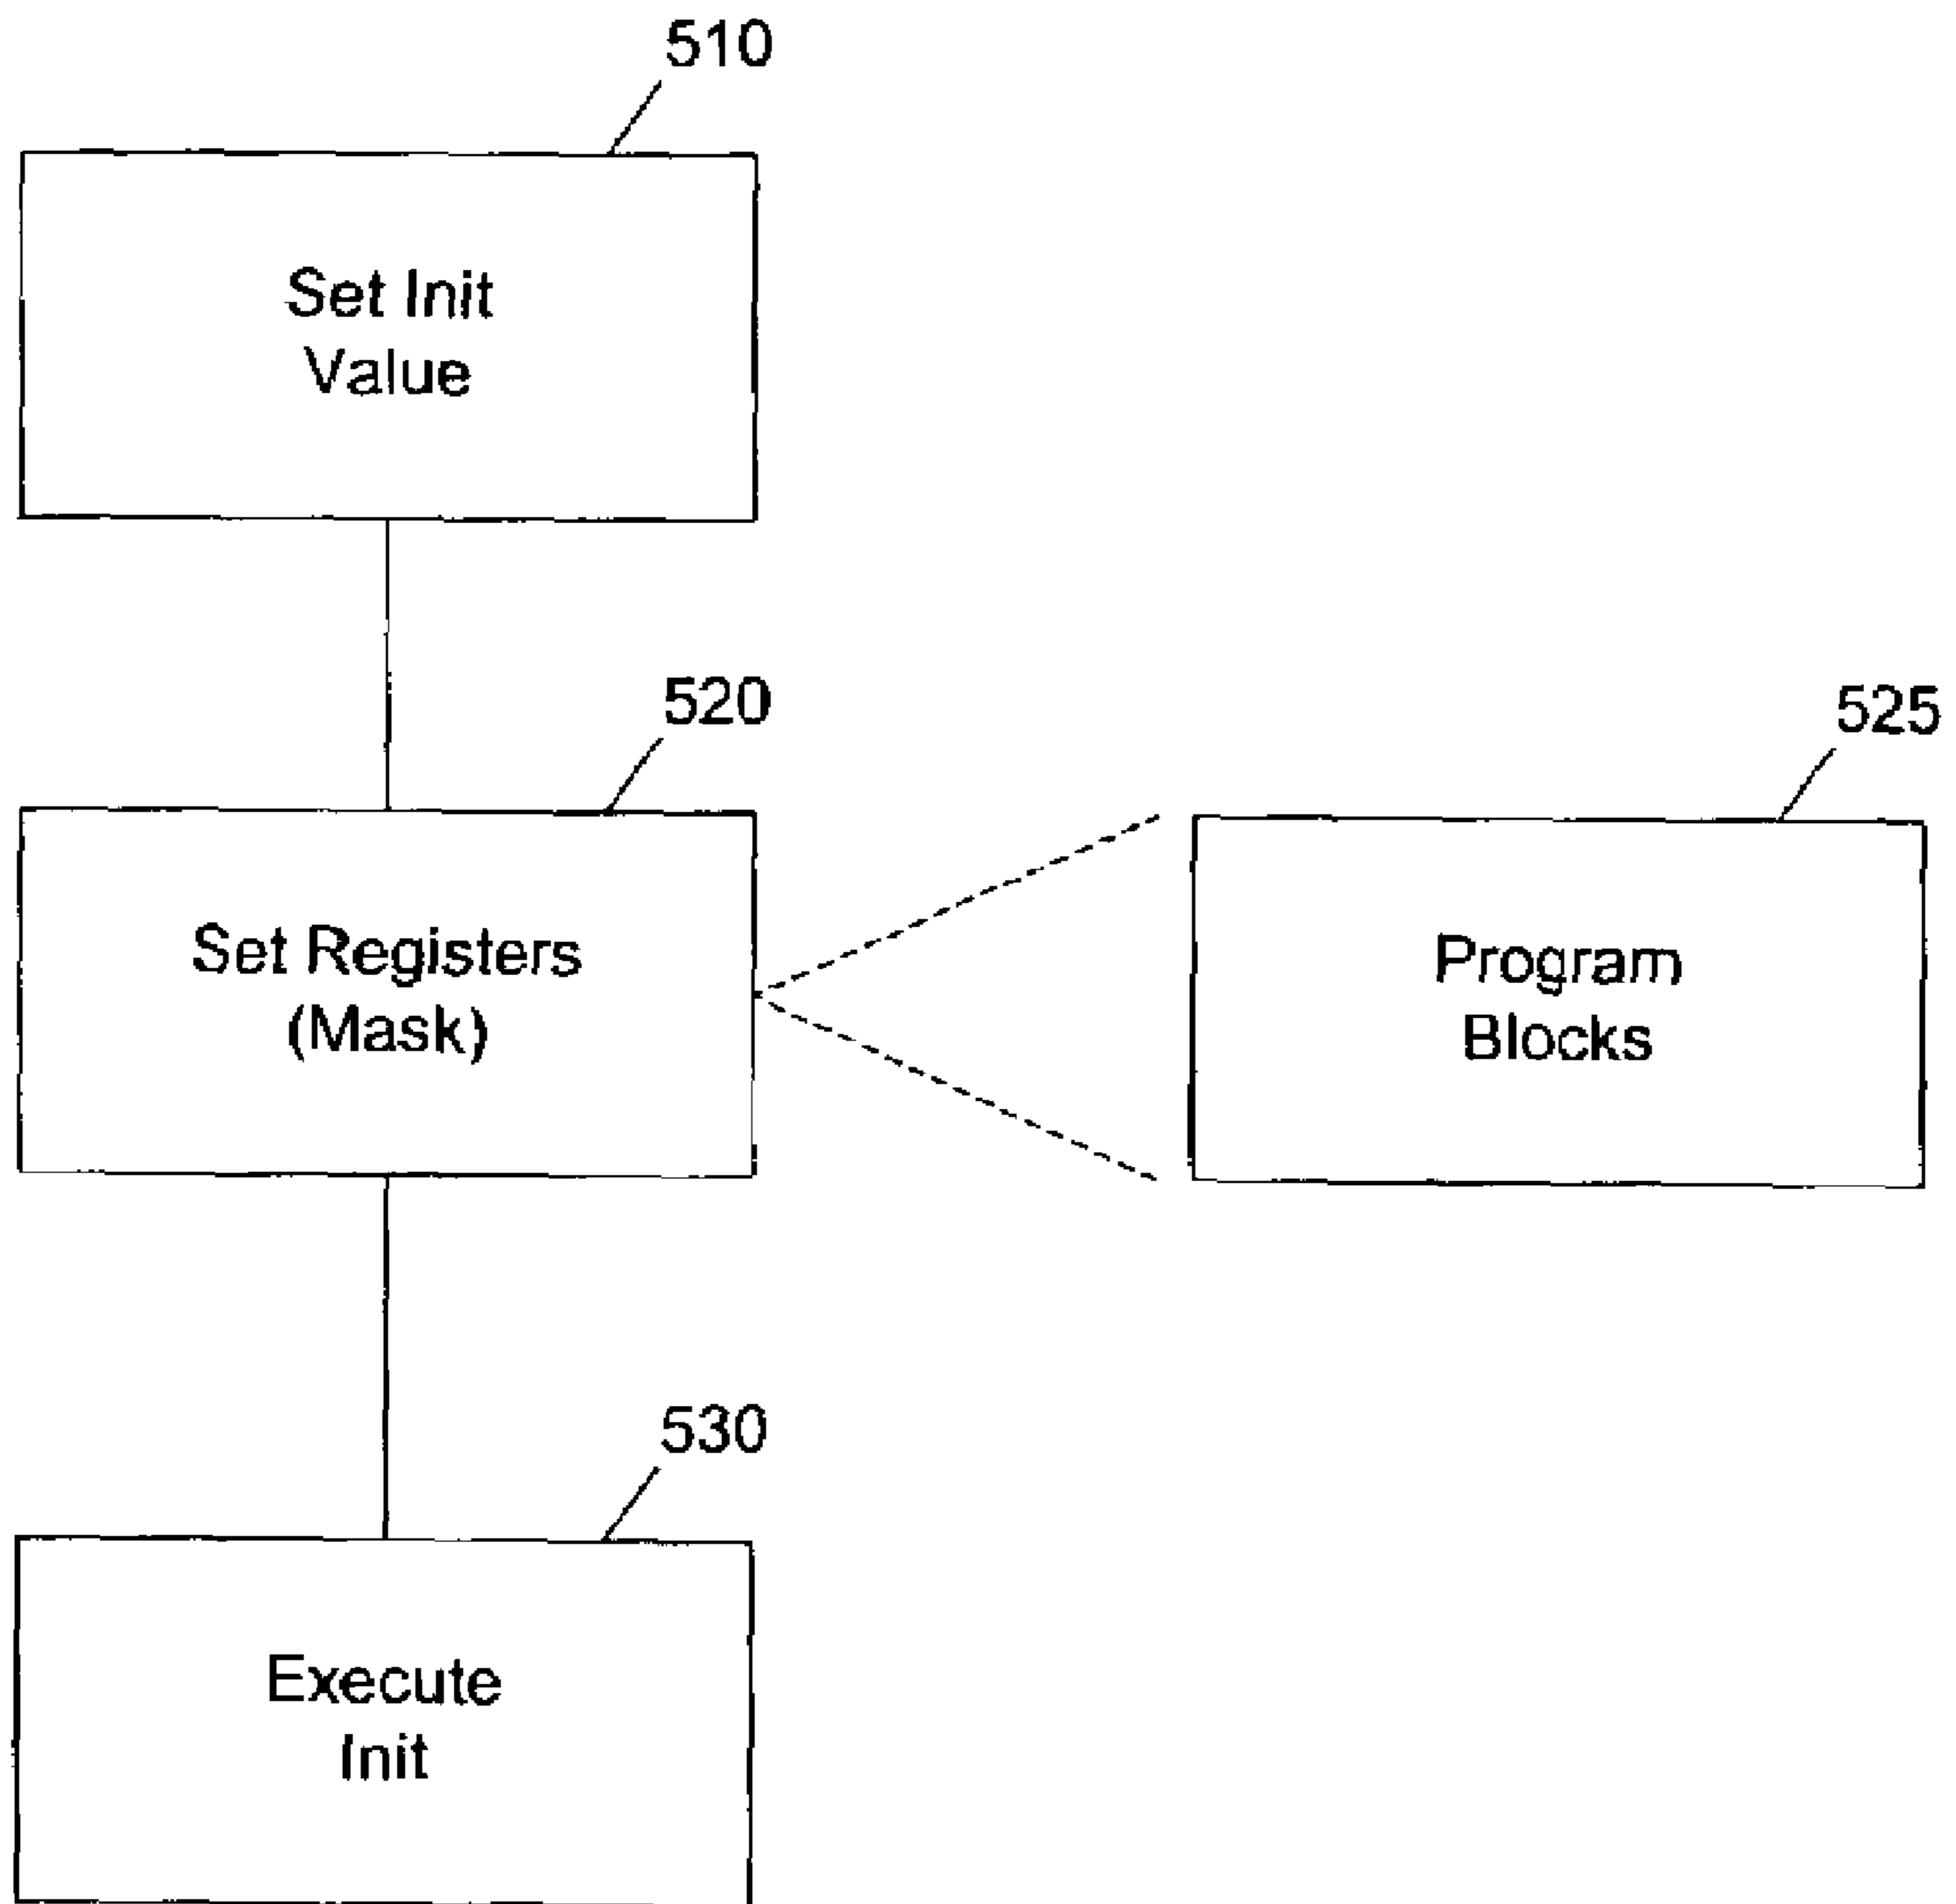 510
Set Init
Value
520
Set Registers
(Mask)
525
Program
Blocks
530
Execute
Init